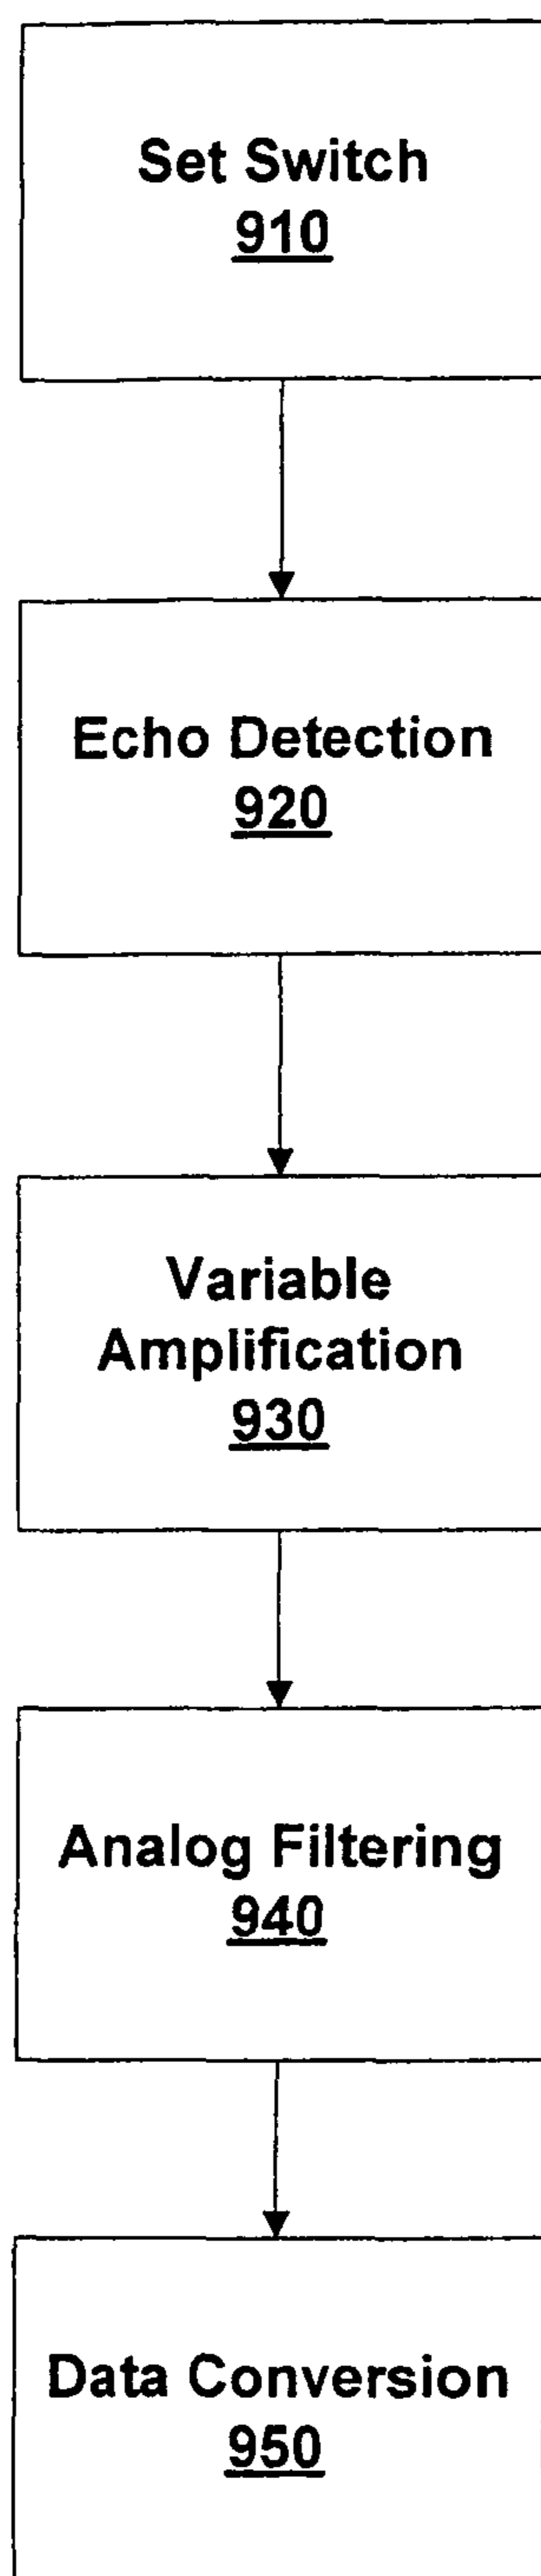 Set Switch
910
Echo Detection
920
Variable
Amplification
930
Analog Filtering
940
Data Conversion
950